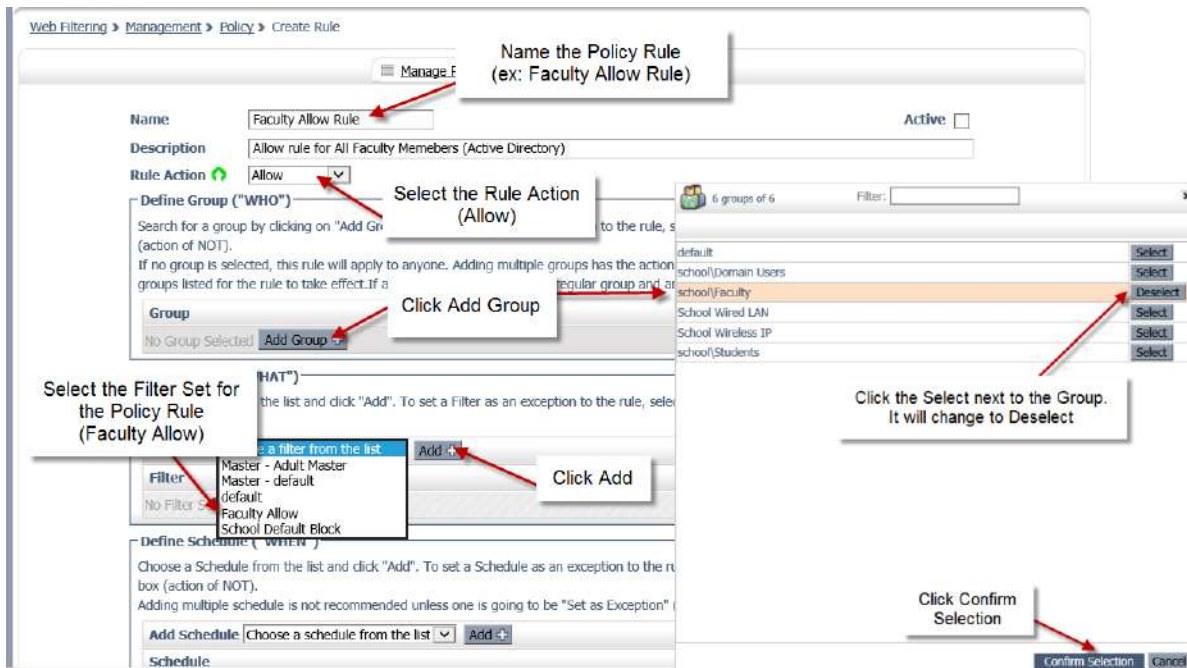 Web Filtering > Management > Policy > Create Rule
Name the Policy Rule
(ex: Faculty Allow Rule)
Manage
Name Faculty Allow Rule Active
Description Allow rule for All Faculty Memebers (Active Directory)
Rule Action Allow
Select the Rule Action
(Allow)
Define Group ("WHO")
Search for a group by clicking on "Add to the rule,
(action of NOT).
If no group is selected, this rule will apply to anyone. Adding multiple groups has the action
groups listed for the rule to take effect.If a regular group and
Click Add Group
Group
No Group Selected Add Group
6 groups of 6 Filter:
default Select
school\Domain Users Select
school\Faculty Deselect
School Wired LAN Select
School Wireless IP Select
school\Students Select
Click the Select next to the Group.
It will change to Deselect
Select the Filter Set for
the Policy Rule
(Faculty Allow)
the list and click "Add". To set a Filter as an exception to the rule,
a filter from the list Add
Master - Adult Master
Master - default
default
Faculty Allow
School Default Block
Click Add
Filter
No Filter
Define Schedule ("WHEN")
Choose a Schedule from the list and click "Add". To set a Schedule as an exception to the
box (action of NOT).
Adding multiple schedule is not recommended unless one is going to be "Set as Exception"
Add Schedule Choose a schedule from the list Add
Schedule
Click Confirm
Selection
Confirm Selection Cancel